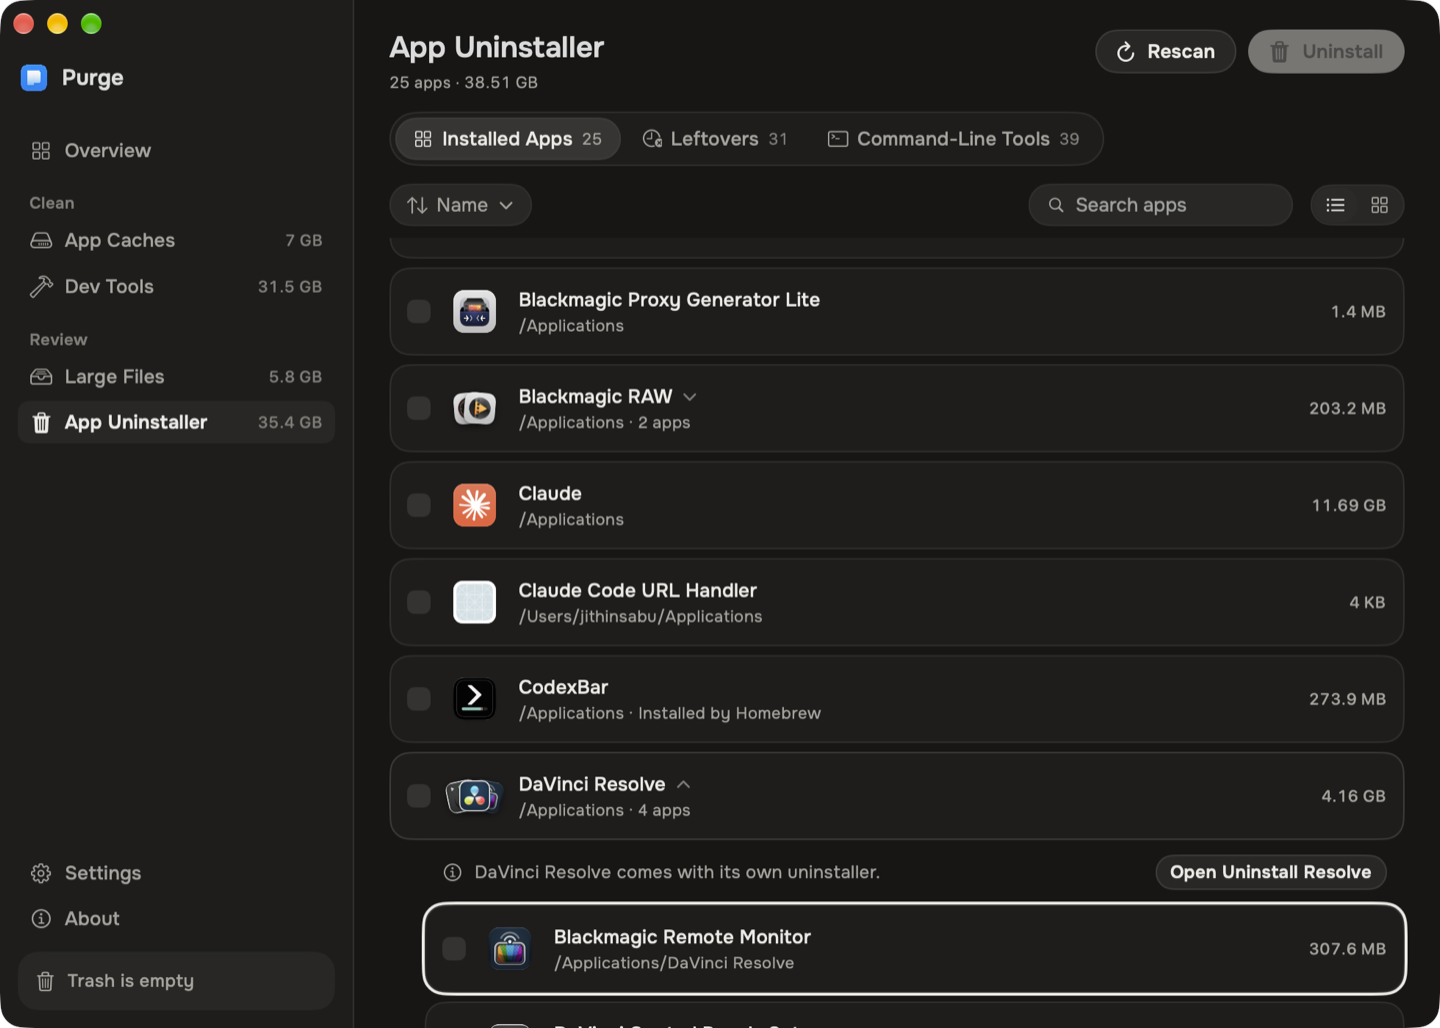 Purge
Overview
Clean
App Caches 7 GB
Dev Tools 31.5 GB
Review
Large Files 5.8 GB
App Uninstaller 35.4 GB
Settings
About
Trash is empty
App Uninstaller
25 apps · 38.51 GB
Rescan
Uninstall
Installed Apps 25
Leftovers 31
Command-Line Tools 39
Name
Search apps
Blackmagic Proxy Generator Lite
/Applications
1.4 MB
Blackmagic RAW
/Applications · 2 apps
203.2 MB
Claude
/Applications
11.69 GB
Claude Code URL Handler
/Users/jithinsabu/Applications
4 KB
CodexBar
/Applications · Installed by Homebrew
273.9 MB
DaVinci Resolve
/Applications · 4 apps
4.16 GB
DaVinci Resolve comes with its own uninstaller.
Open Uninstall Resolve
Blackmagic Remote Monitor
/Applications/DaVinci Resolve
307.6 MB